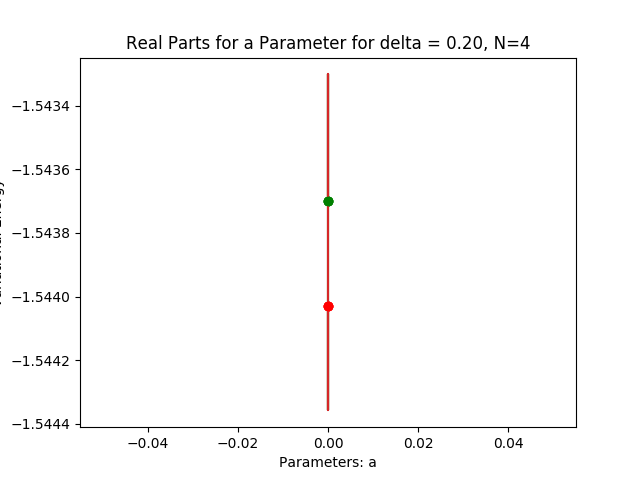 Real Parts for a Parameter for delta = 0.20, N=4
−1.5434
−1.5436
−1.5438
−1.5440
−1.5442
−1.5444
−0.04 −0.02 0.00 0.02 0.04
Parameters: a